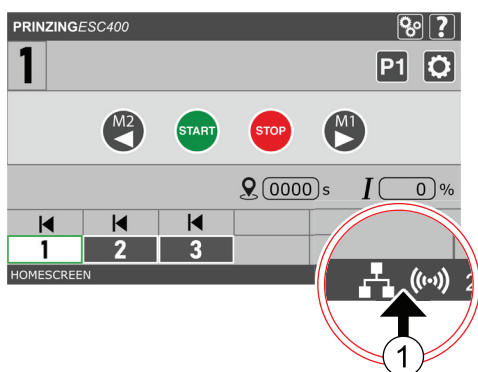 PRINZINGESC400
?
1
P1
M2
START
STOP
M1
0000 s
I 0 %
1 2 3
HOMESCREEN
2
1